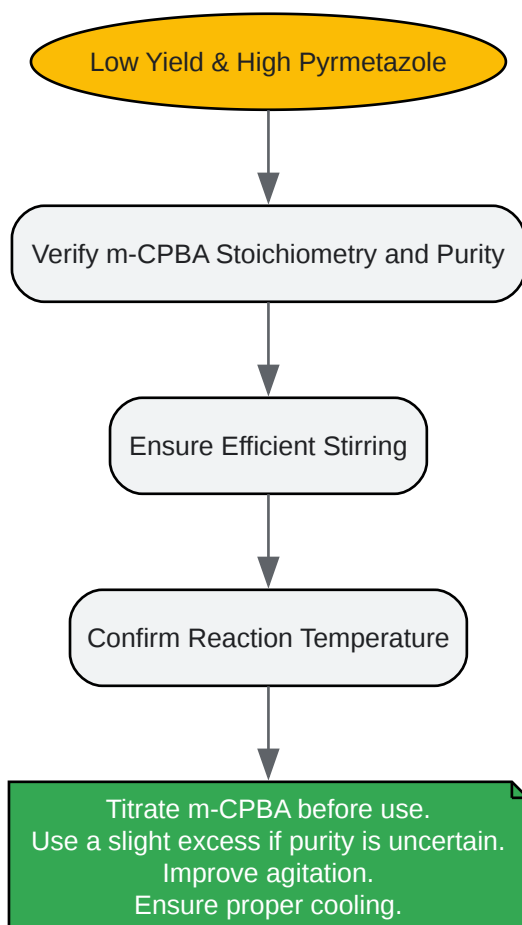 Low Yield & High Pyrmetazole
Verify m-CPBA Stoichiometry and Purity
Ensure Efficient Stirring
Confirm Reaction Temperature
Titrate m-CPBA before use.
Use a slight excess if purity is uncertain.
Improve agitation.
Ensure proper cooling.